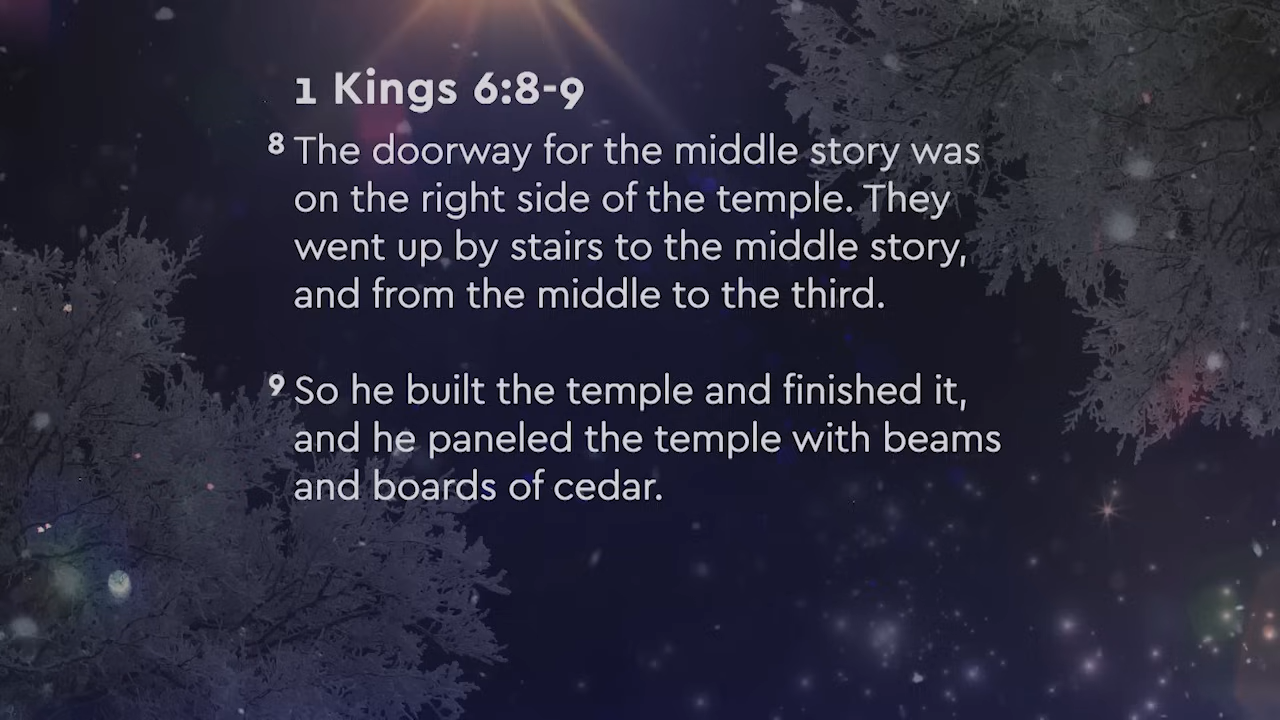 1 Kings 6:8-9
8 The doorway for the middle story was
on the right side of the temple. They
went up by stairs to the middle story,
and from the middle to the third.
9 So he built the temple and finished it,
and he paneled the temple with beams
and boards of cedar.